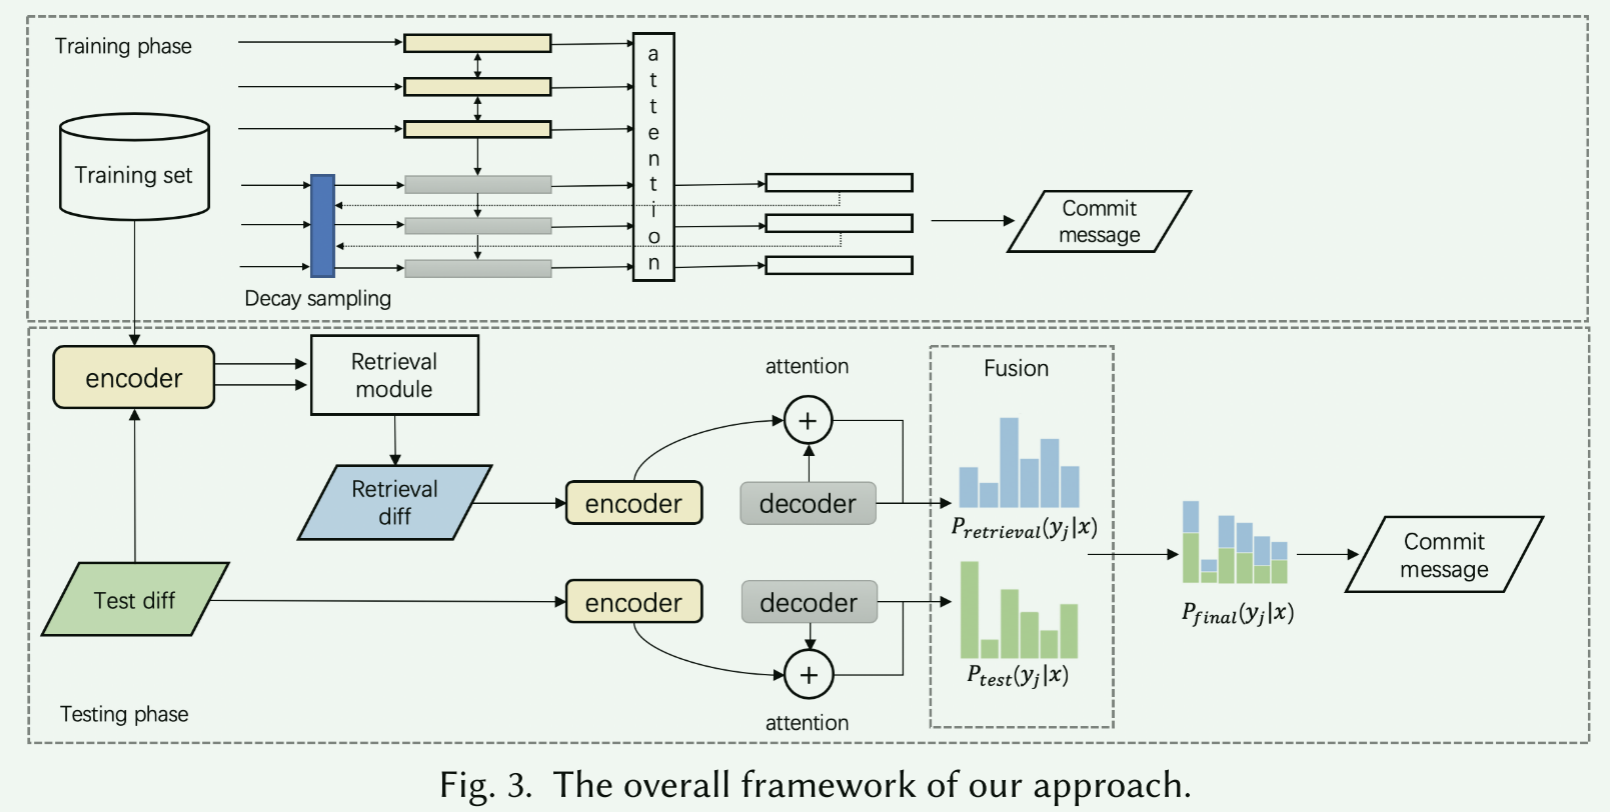 Training phase
Training set
a
t
t
e
n
t
i
o
n
Commit
message
Decay sampling
encoder
Retrieval
module
Retrieval
diff
Test diff
encoder
encoder
attention
+
decoder
decoder
+
attention
Fusion
P_{retrieval}(y_j|x)
P_{test}(y_j|x)
P_{final}(y_j|x)
Commit
message
Testing phase
Fig. 3. The overall framework of our approach.